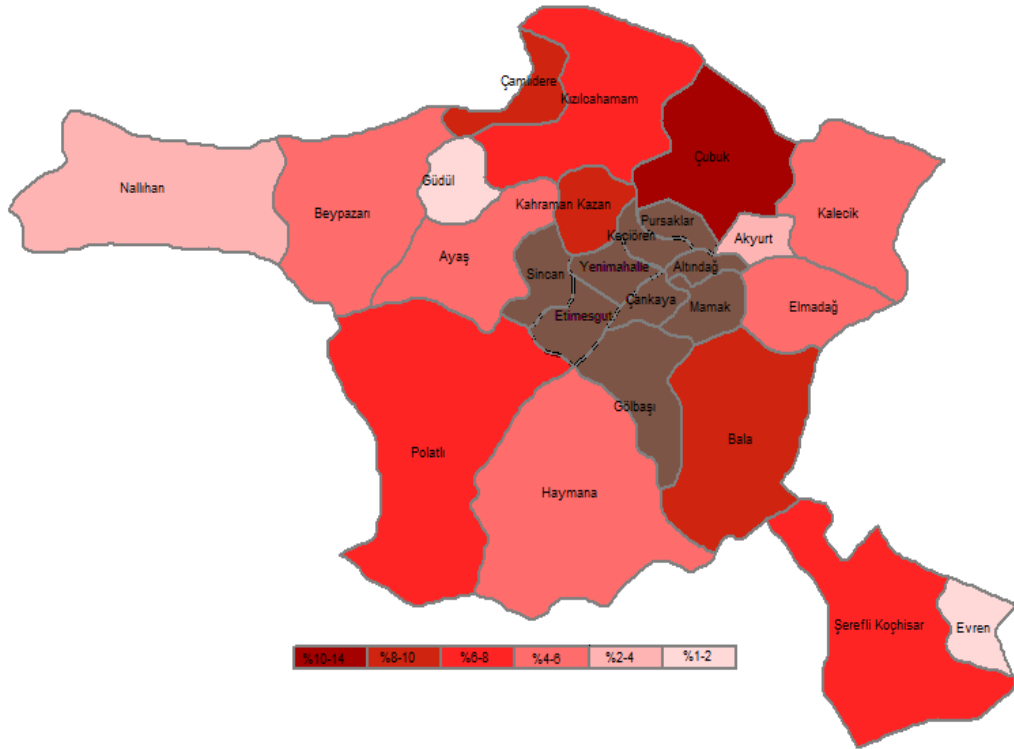 Çamlıdere
Kızılcahamam
Çubuk
Nallıhan
Güdül
Beypazarı
Kahraman Kazan
Pursaklar
Kalecik
Keçiören
Akyurt
Ayaş
Sincan
Yenimahalle
Altındağ
Çankaya
Mamak
Elmadağ
Etimesgut
Gölbaşı
Bala
Polatlı
Haymana
Şerefli Koçhisar
Evren
%10-14 %8-10 %6-8 %4-6 %2-4 %1-2